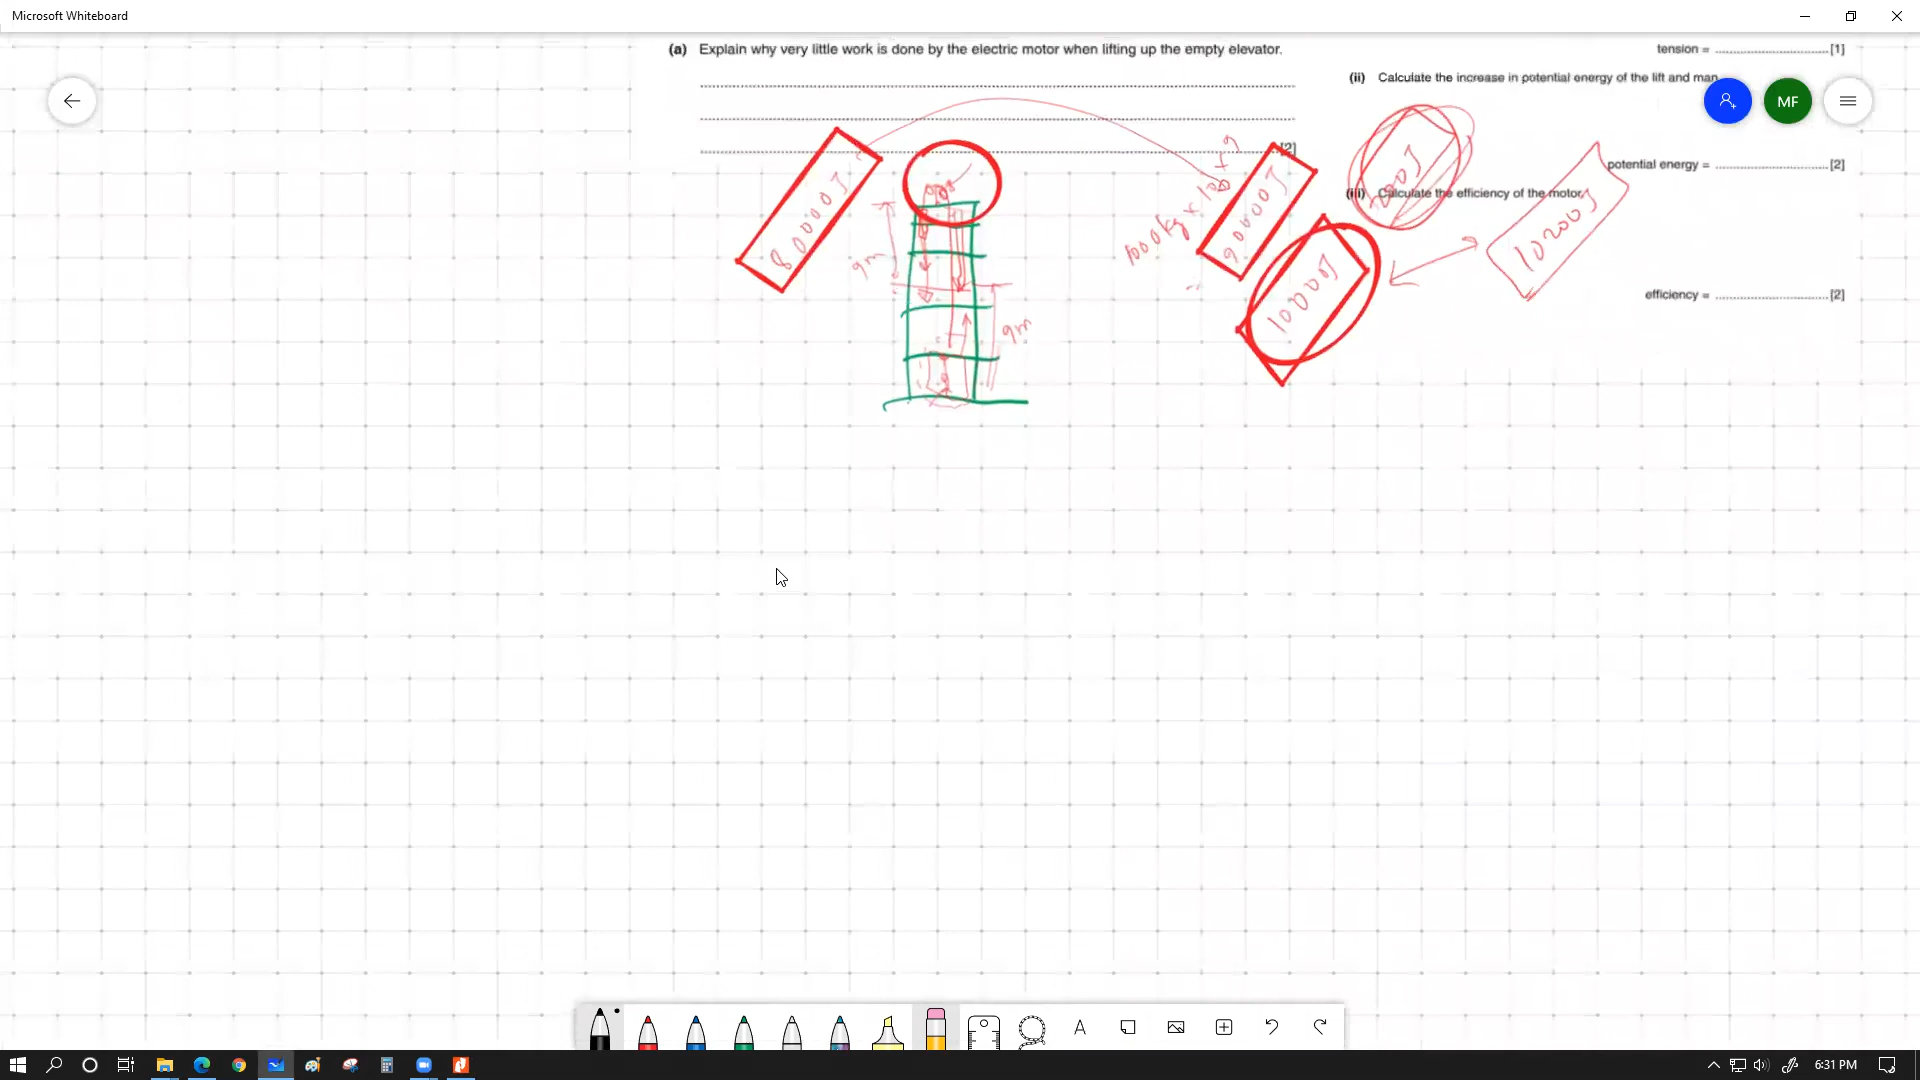 Microsoft Whiteboard
(a) Explain why very little work is done by the electric motor when lifting up the empty elevator.
[2]
tension = [1]
(ii) Calculate the increase in potential energy of the lift and man.
potential energy = [2]
(iii) Calculate the efficiency of the motor.
efficiency = [2]
MF
80000J
9m
9m
1000kg x 10 x 9
90000J
10000J
200J
10200J
A
6:31 PM